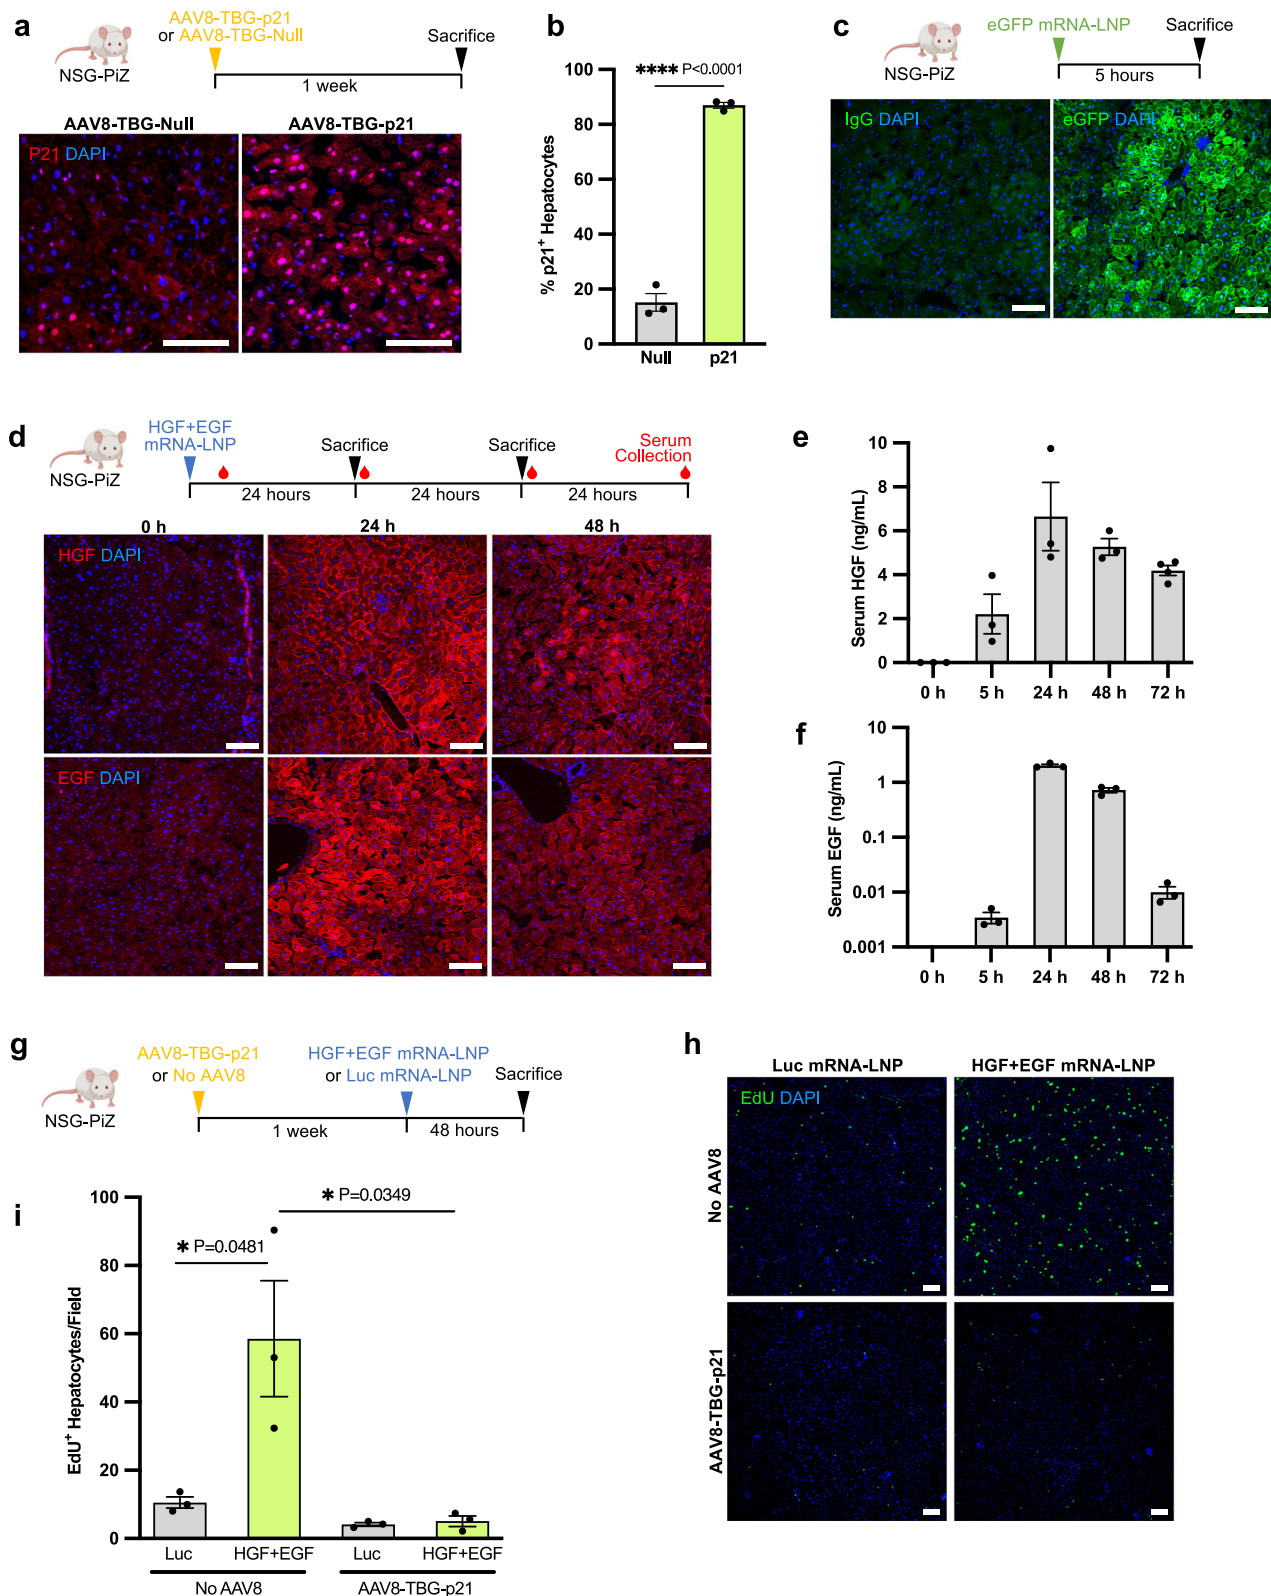 a
AAV8-TBG-p21
or AAV8-TBG-Null
Sacrifice
NSG-PiZ
1 week
AAV8-TBG-Null
AAV8-TBG-p21
P21 DAPI
b
100
80
60
40
20
0
% p21+ Hepatocytes
**** P<0.0001
Null
p21
c
eGFP mRNA-LNP
Sacrifice
NSG-PiZ
5 hours
IgG DAPI
eGFP DAPI
d
HGF+EGF
mRNA-LNP
Sacrifice
Sacrifice
Serum
Collection
NSG-PiZ
24 hours
24 hours
24 hours
0 h
24 h
48 h
HGF DAPI
EGF DAPI
e
10
8
6
4
2
0
Serum HGF (ng/mL)
0 h
5 h
24 h
48 h
72 h
f
10
1
0.1
0.01
0.001
Serum EGF (ng/mL)
0 h
5 h
24 h
48 h
72 h
g
AAV8-TBG-p21
or No AAV8
HGF+EGF mRNA-LNP
or Luc mRNA-LNP
Sacrifice
NSG-PiZ
1 week
48 hours
h
Luc mRNA-LNP
HGF+EGF mRNA-LNP
EdU DAPI
No AAV8
AAV8-TBG-p21
i
100
80
60
40
20
0
EdU+ Hepatocytes/Field
* P=0.0349
* P=0.0481
Luc
HGF+EGF
Luc
HGF+EGF
No AAV8
AAV8-TBG-p21